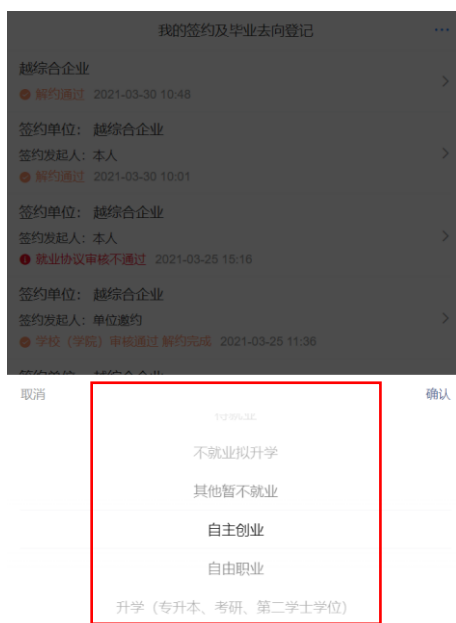 我的签约及毕业去向登记
越综合企业
解约通过 2021-03-30 10:48
签约单位： 越综合企业
签约发起人：本人
解约通过 2021-03-30 10:01
签约单位： 越综合企业
签约发起人：本人
就业协议审核不通过 2021-03-25 15:16
签约单位： 越综合企业
签约发起人：单位邀约
学校（学院）审核通过 解约完成 2021-03-25 11:36
取消
确认
不就业拟升学
其他暂不就业
自主创业
自由职业
升学（专升本、考研、第二学士学位）